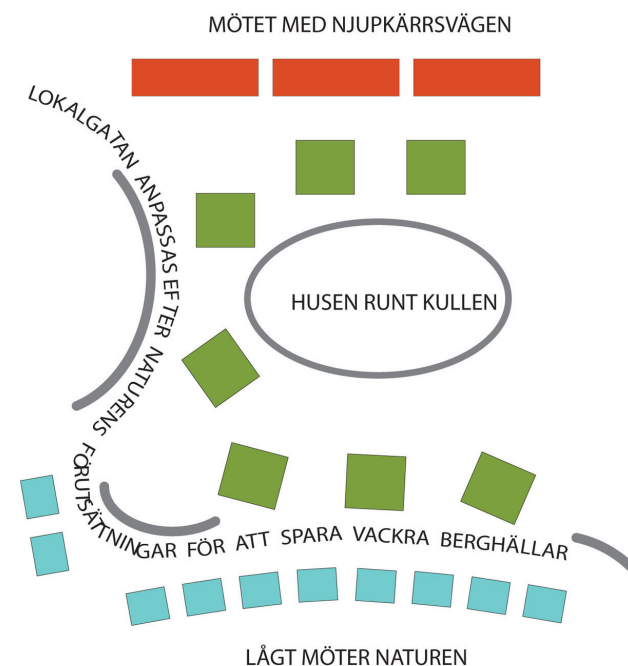 MÖTET MED NJUPKÄRRSVÄGEN
LOKALGATAN ANPASSAS EFTER NATURENS FÖRUTSÄTTNINGAR FÖR ATT SPARA VACKRA BERGHÄLLAR
HUSEN RUNT KULLEN
LÅGT MÖTER NATUREN